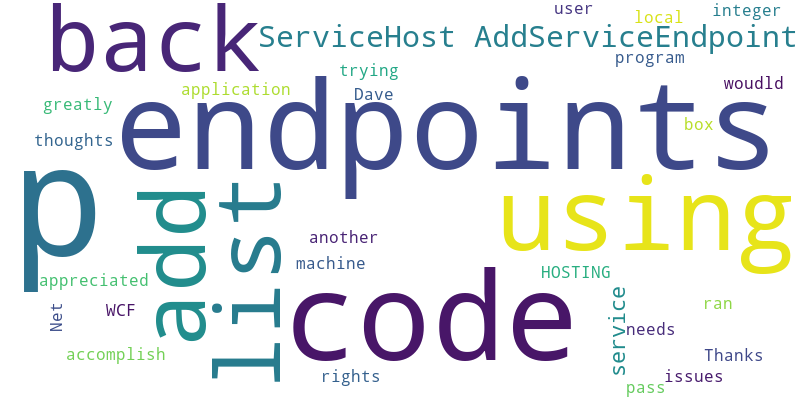 user
local
integer
back
ServiceHost AddServiceEndpoint
program
trying
woudld
application
Dave
greatly
endpoints
box
thoughts
p
add
list
using
another
machine
HOSTING
appreciated
code
service
ran
Net
WCF
needs
accomplish
Thanks
rights
issues
pass